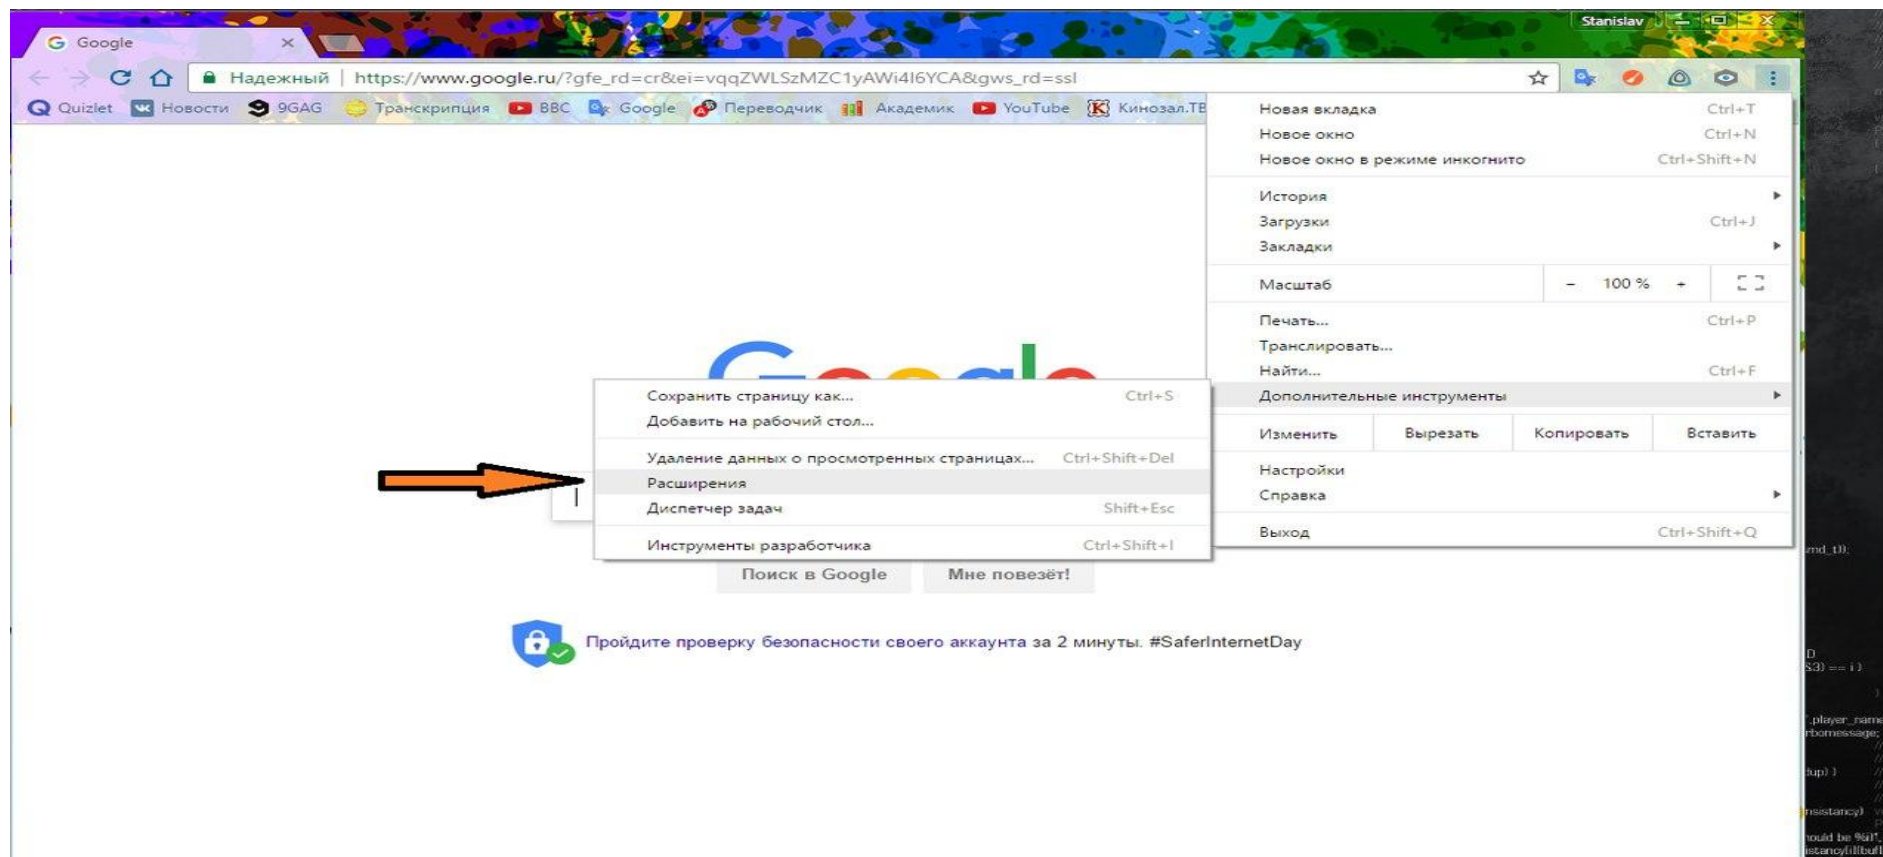 Stanislav
Google
Надежный | https://www.google.ru/?gfe_rd=cr&ei=vqqZWLSzMZC1yAWi4I6YCA&gws_rd=ssl
Quizlet Новости 9GAG Транскрипция BBC Google Переводчик Академик YouTube Кинозал.ТВ
Новая вкладка Ctrl+T
Новое окно Ctrl+N
Новое окно в режиме инкогнито Ctrl+Shift+N
История
Загрузки Ctrl+J
Закладки
Масштаб - 100 % +
Печать... Ctrl+P
Транслировать...
Найти... Ctrl+F
Дополнительные инструменты
Изменить Вырезать Копировать Вставить
Настройки
Справка
Выход Ctrl+Shift+Q
Google
Сохранить страницу как... Ctrl+S
Добавить на рабочий стол...
Удаление данных о просмотренных страницах... Ctrl+Shift+Del
Расширения
Диспетчер задач Shift+Esc
Инструменты разработчика Ctrl+Shift+I
Поиск в Google Мне повезёт!
Пройдите проверку безопасности своего аккаунта за 2 минуты. #SaferInternetDay